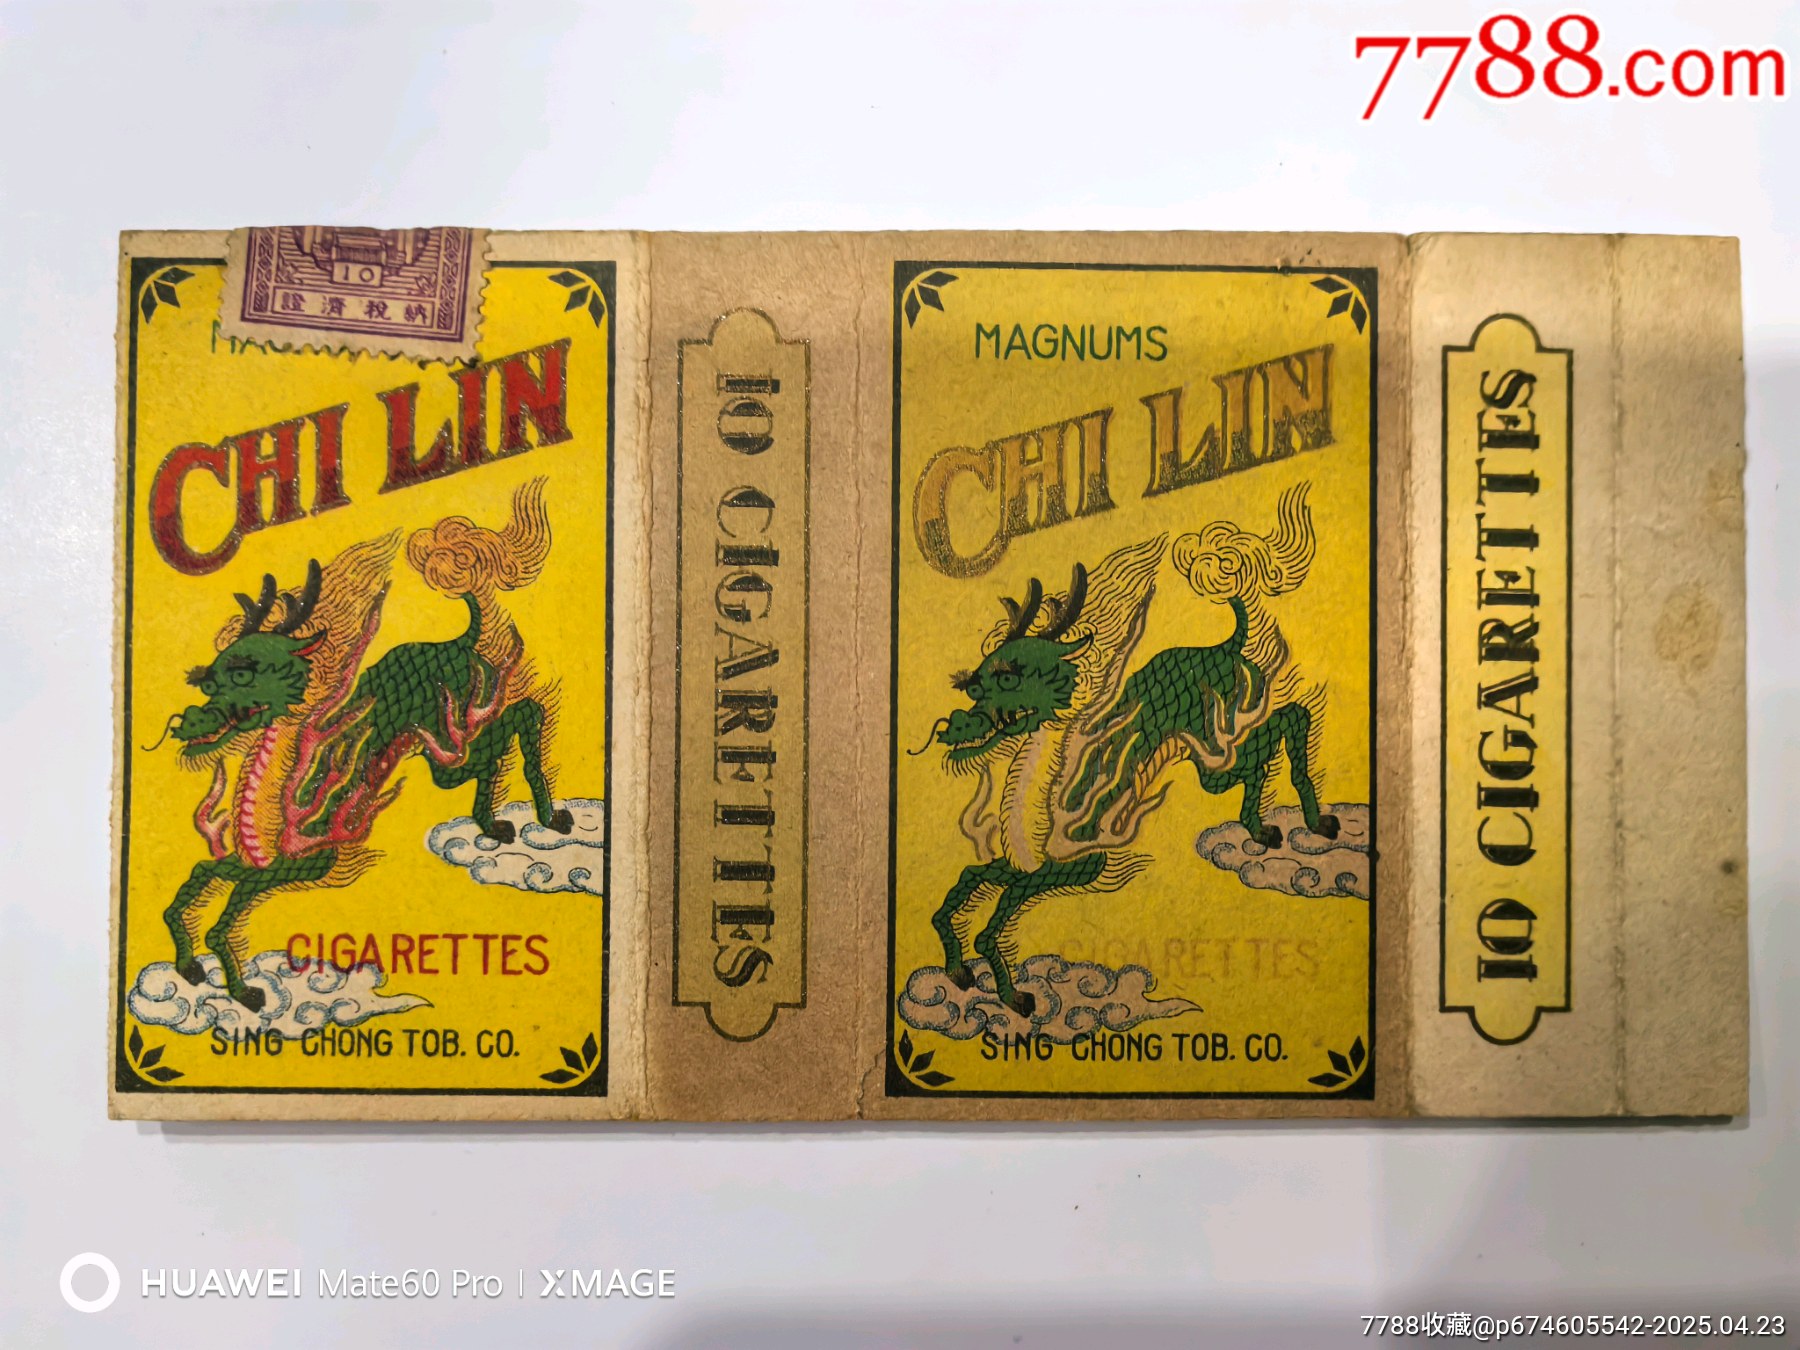 7788.com
10
證濟稅納
CHI LIN
CIGARETTES
SING CHONG TOB. CO.
10 CIGARETTES
MAGNUMS
CHI LIN
CIGARETTES
SING CHONG TOB. CO.
10 CIGARETTES
HUAWEI Mate60 Pro | XMAGE
7788收藏@p674605542-2025.04.23